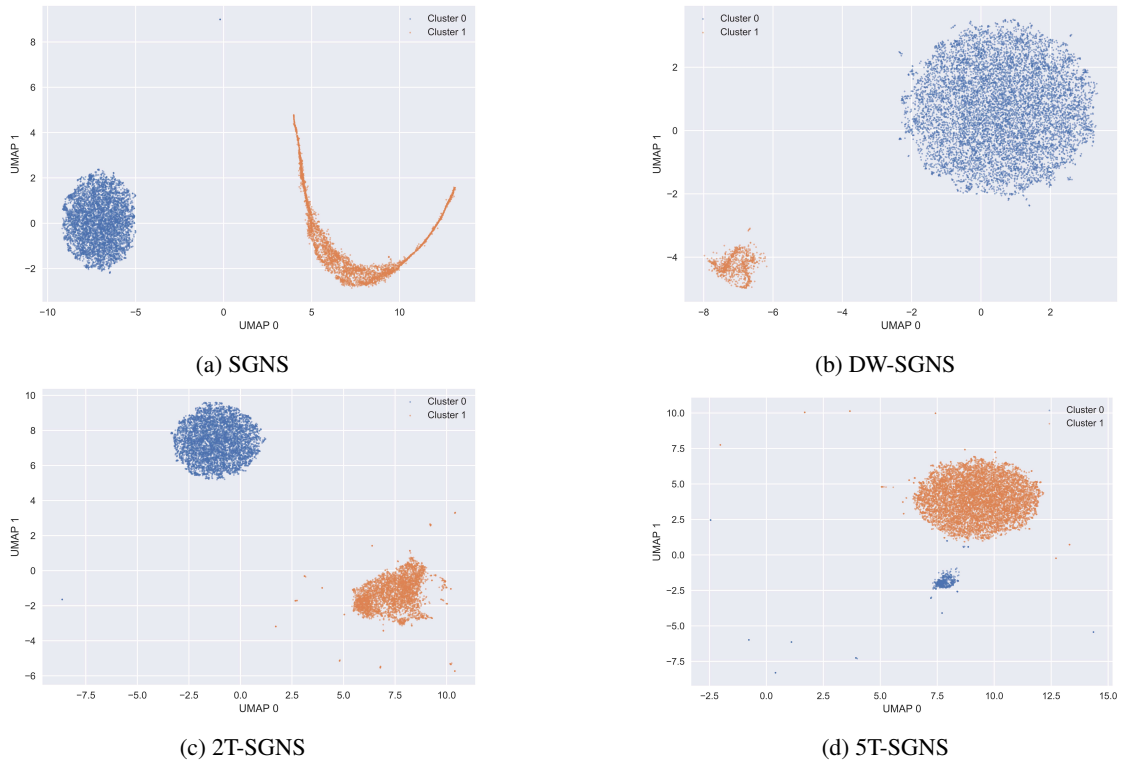 Cluster 0
Cluster 1
8
6
4
2
0
−2
UMAP 1
−10
−5
0
5
10
UMAP 0
(a) SGNS
Cluster 0
Cluster 1
2
0
−2
−4
UMAP 1
−8
−6
−4
−2
0
2
UMAP 0
(b) DW-SGNS
Cluster 0
Cluster 1
10
8
6
4
2
0
−2
−4
−6
UMAP 1
−7.5
−5.0
−2.5
0.0
2.5
5.0
7.5
10.0
UMAP 0
(c) 2T-SGNS
Cluster 0
Cluster 1
10.0
7.5
5.0
2.5
0.0
−2.5
−5.0
−7.5
UMAP 1
−2.5
0.0
2.5
5.0
7.5
10.0
12.5
15.0
UMAP 0
(d) 5T-SGNS